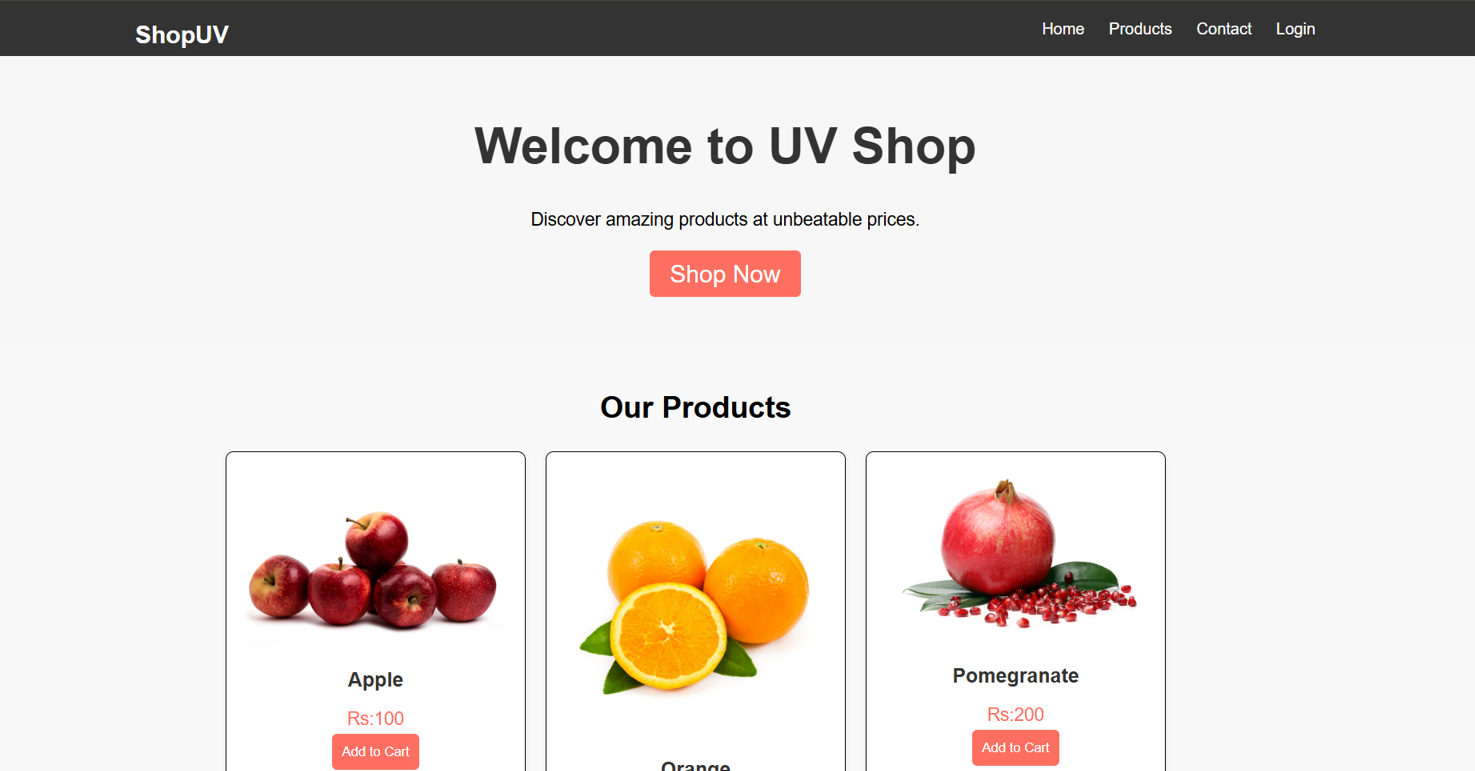 ShopUV
Home Products Contact Login
Welcome to UV Shop
Discover amazing products at unbeatable prices.
Shop Now
Our Products
Apple
Rs:100
Add to Cart
Orange
Pomegranate
Rs:200
Add to Cart